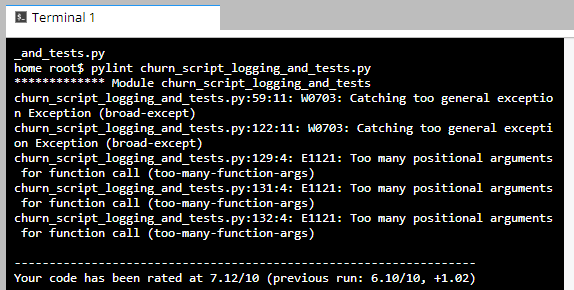 Terminal 1
_and_tests.py
home root$ pylint churn_script_logging_and_tests.py
************* Module churn_script_logging_and_tests
churn_script_logging_and_tests.py:59:11: W0703: Catching too general exceptio
n Exception (broad-except)
churn_script_logging_and_tests.py:122:11: W0703: Catching too general excepti
on Exception (broad-except)
churn_script_logging_and_tests.py:129:4: E1121: Too many positional arguments
 for function call (too-many-function-args)
churn_script_logging_and_tests.py:131:4: E1121: Too many positional arguments
 for function call (too-many-function-args)
churn_script_logging_and_tests.py:132:4: E1121: Too many positional arguments
 for function call (too-many-function-args)
------------------------------------------------------------------
Your code has been rated at 7.12/10 (previous run: 6.10/10, +1.02)